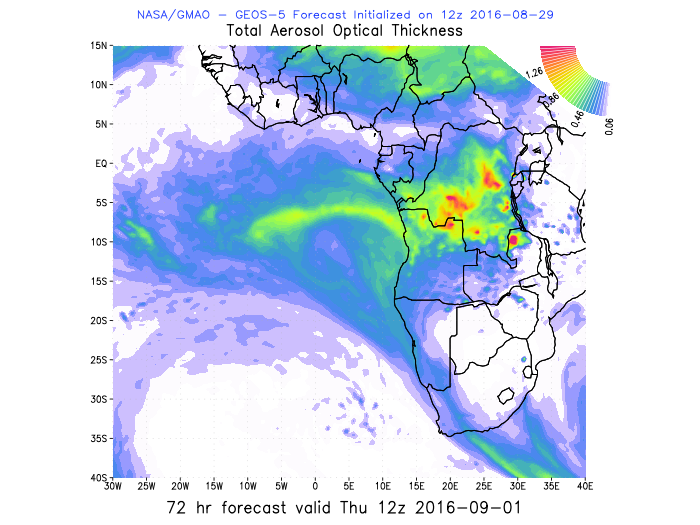 NASA/GMAO - GEOS-5 Forecast Initialized on 12z 2016-08-29
Total Aerosol Optical Thickness
15N
10N
5N
EQ
5S
10S
15S
20S
25S
30S
35S
40S
30W 25W 20W 15W 10W 5W 0 5E 10E 15E 20E 25E 30E 35E 40E
1.26
0.86
0.46
0.06
72 hr forecast valid Thu 12z 2016-09-01